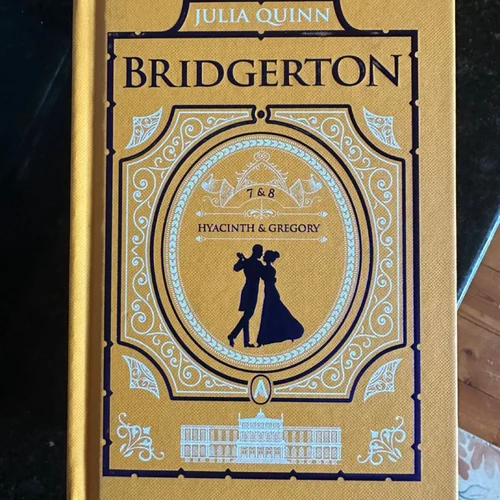 JULIA QUINN
BRIDGERTON
7 & 8
HYACINTH & GREGORY
A